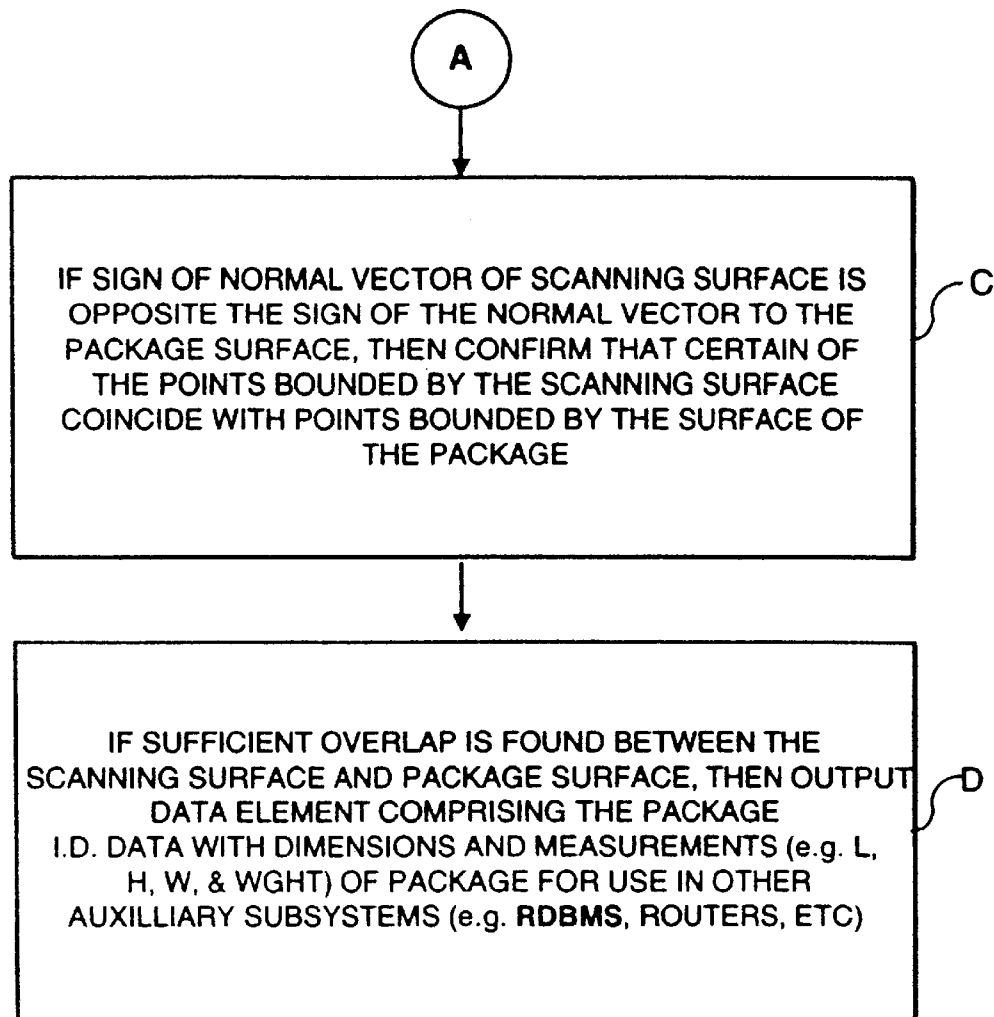 A
IF SIGN OF NORMAL VECTOR OF SCANNING SURFACE IS
OPPOSITE THE SIGN OF THE NORMAL VECTOR TO THE
PACKAGE SURFACE, THEN CONFIRM THAT CERTAIN OF
THE POINTS BOUNDED BY THE SCANNING SURFACE
COINCIDE WITH POINTS BOUNDED BY THE SURFACE OF
THE PACKAGE
C
IF SUFFICIENT OVERLAP IS FOUND BETWEEN THE
SCANNING SURFACE AND PACKAGE SURFACE, THEN OUTPUT
DATA ELEMENT COMPRISING THE PACKAGE
I.D. DATA WITH DIMENSIONS AND MEASUREMENTS (e.g. L,
H, W, & WGHT) OF PACKAGE FOR USE IN OTHER
AUXILLIARY SUBSYSTEMS (e.g. RDBMS, ROUTERS, ETC)
D